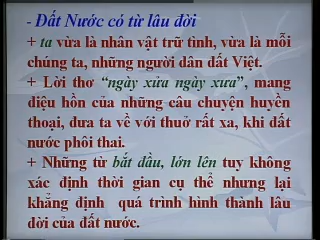 - Đất Nước có từ lâu đời
+ ta vừa là nhân vật trữ tình, vừa là mỗi
chúng ta, những người dân đất Việt.
+ Lời thơ “ngày xửa ngày xưa”, mang
điệu hồn của những câu chuyện huyền
thoại, đưa ta về với thuở rất xa, khi đất
nước phôi thai.
+ Những từ bắt đầu, lớn lên tuy không
xác định thời gian cụ thể nhưng lại
khẳng định quá trình hình thành lâu
đời của đất nước.